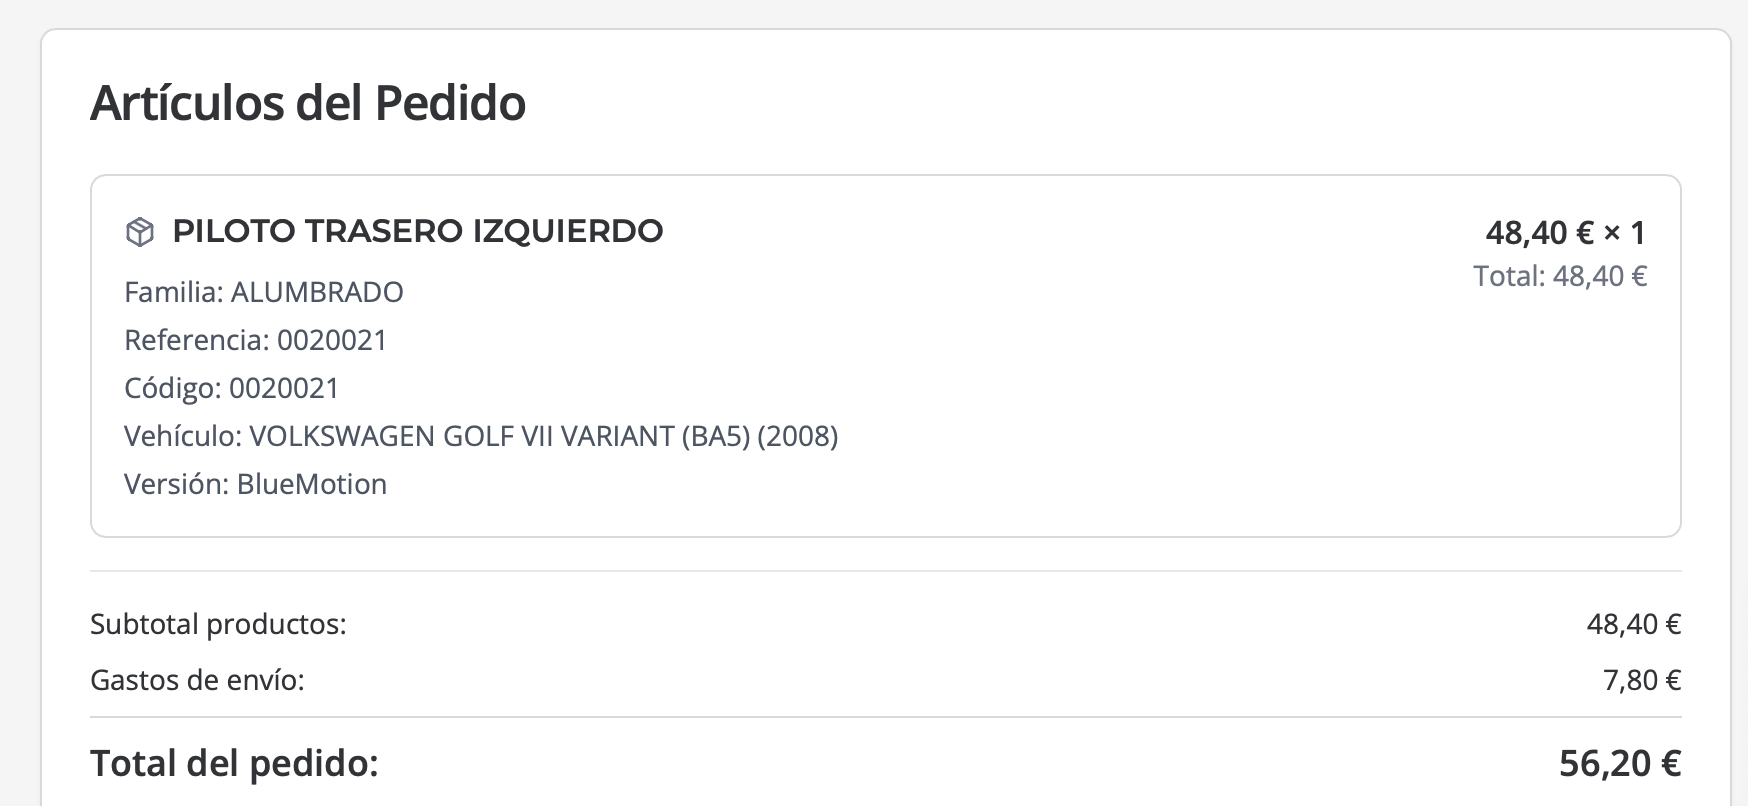 Artículos del Pedido
PILOTO TRASERO IZQUIERDO
48,40 € × 1
Total: 48,40 €
Familia: ALUMBRADO
Referencia: 0020021
Código: 0020021
Vehículo: VOLKSWAGEN GOLF VII VARIANT (BA5) (2008)
Versión: BlueMotion
Subtotal productos: 48,40 €
Gastos de envío: 7,80 €
Total del pedido: 56,20 €